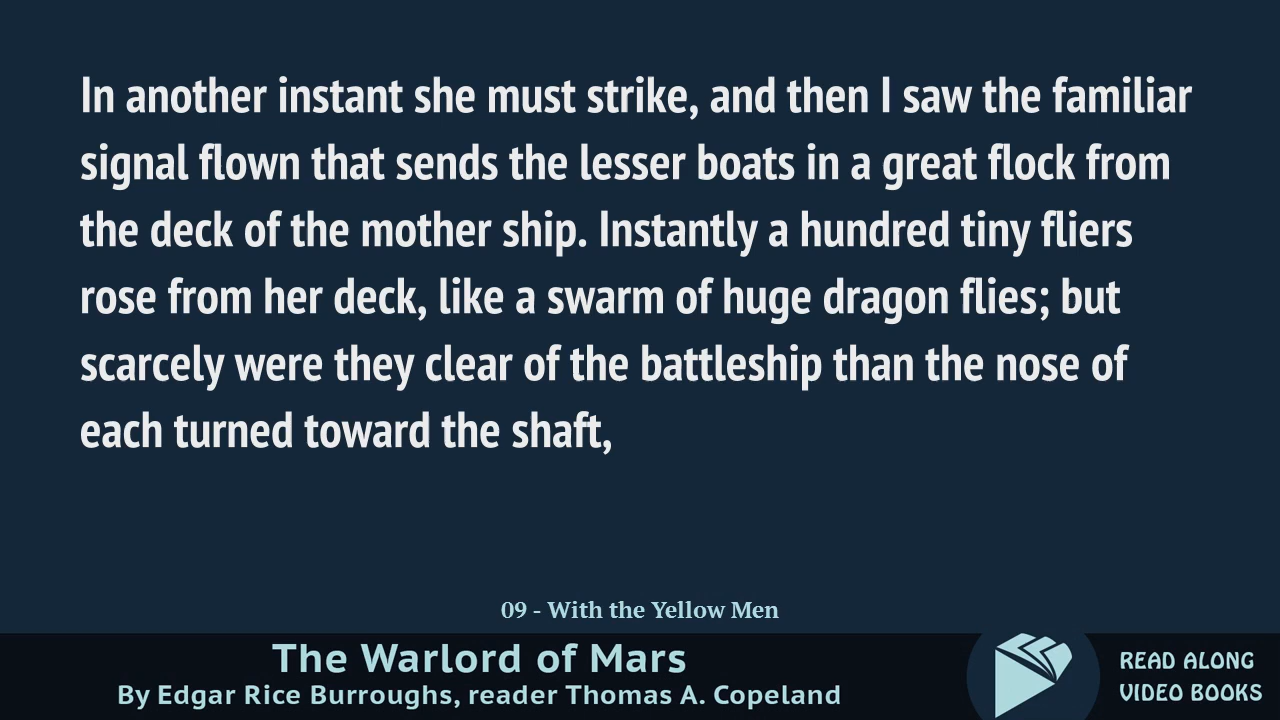 In another instant she must strike, and then I saw the familiar
signal flown that sends the lesser boats in a great flock from
the deck of the mother ship. Instantly a hundred tiny fliers
rose from her deck, like a swarm of huge dragon flies; but
scarcely were they clear of the battleship than the nose of
each turned toward the shaft,
09 - With the Yellow Men
The Warlord of Mars
By Edgar Rice Burroughs, reader Thomas A. Copeland
READ ALONG
VIDEO BOOKS